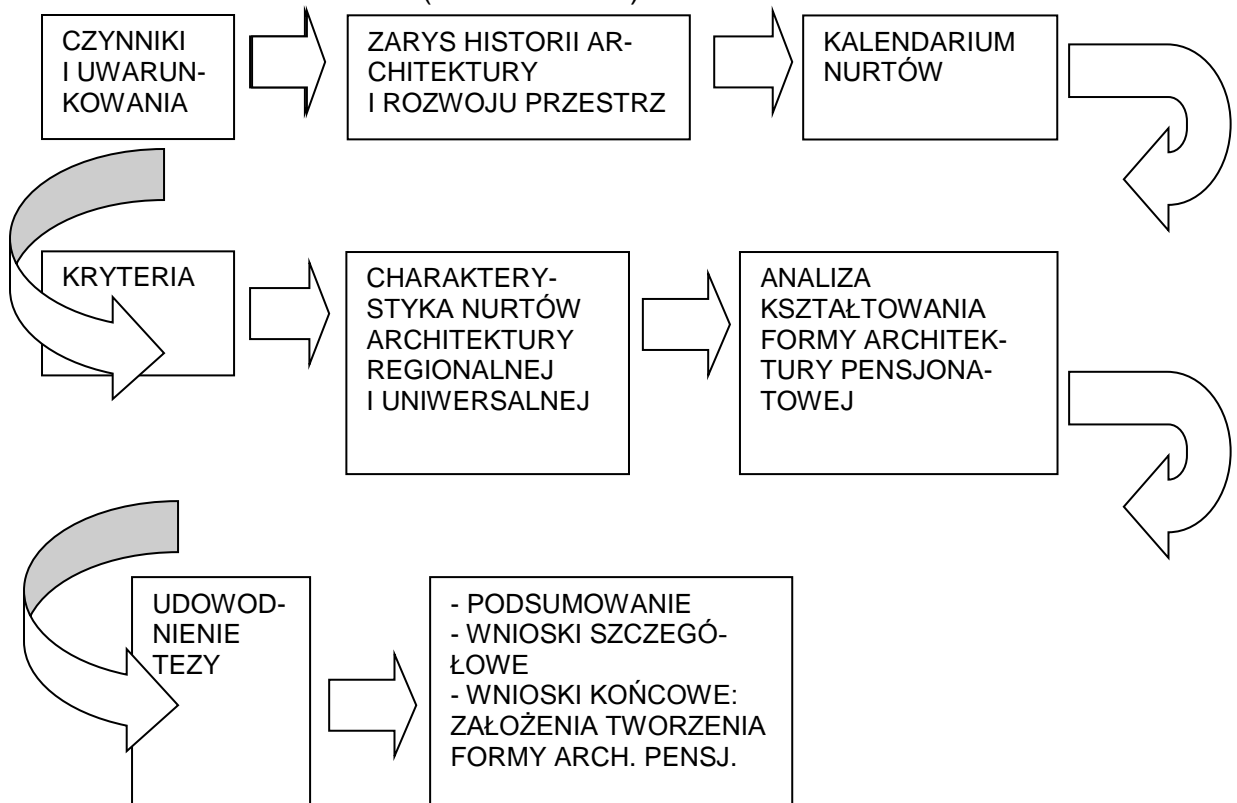 CZYNNIKI
I UWARUN-
KOWANIA
ZARYS HISTORII AR-
CHITEKTURY
I ROZWOJU PRZESTRZ
KALENDARIUM
NURTÓW
KRYTERIA
CHARAKTERY-
STYKA NURTÓW
ARCHITEKTURY
REGIONALNEJ
I UNIWERSALNEJ
ANALIZA
KSZTAŁTOWANIA
FORMY ARCHITEK-
TURY PENSJONA-
TOWEJ
UDOWOD-
NIENIE
TEZY
- PODSUMOWANIE
- WNIOSKI SZCZEGÓ-
ŁOWE
- WNIOSKI KOŃCOWE:
ZAŁOŻENIA TWORZENIA
FORMY ARCH. PENSJ.